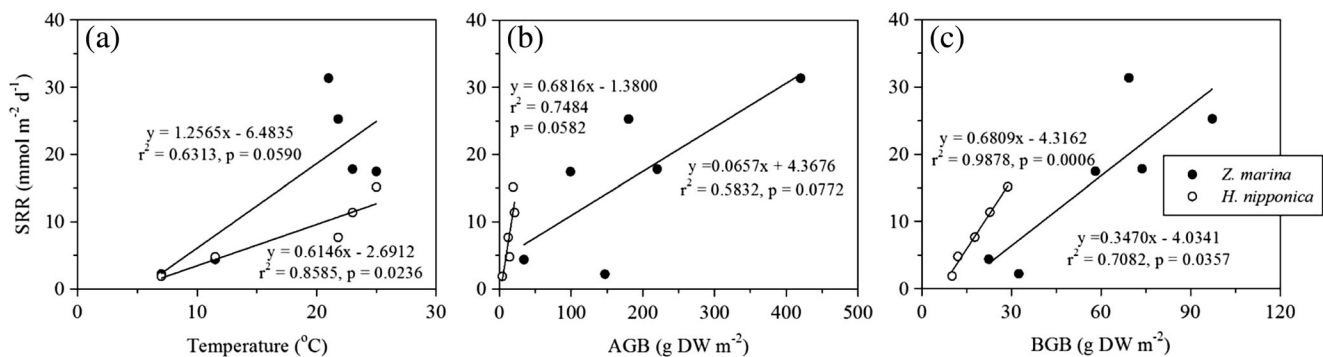 (a)
y = 1.2565x - 6.4835
r² = 0.6313, p = 0.0590
y = 0.6146x - 2.6912
r² = 0.8585, p = 0.0236
SRR (mmol m⁻² d⁻¹)
0
10
20
30
40
0
10
20
30
Temperature (°C)
(b)
y = 0.6816x - 1.3800
r² = 0.7484
p = 0.0582
y =0.0657x + 4.3676
r² = 0.5832, p = 0.0772
0
10
20
30
40
0
100
200
300
400
500
AGB (g DW m⁻²)
(c)
y = 0.6809x - 4.3162
r² = 0.9878, p = 0.0006
y =0.3470x - 4.0341
r² = 0.7082, p = 0.0357
0
10
20
30
40
0
30
60
90
120
BGB (g DW m⁻²)
Z. marina
H. nipponica